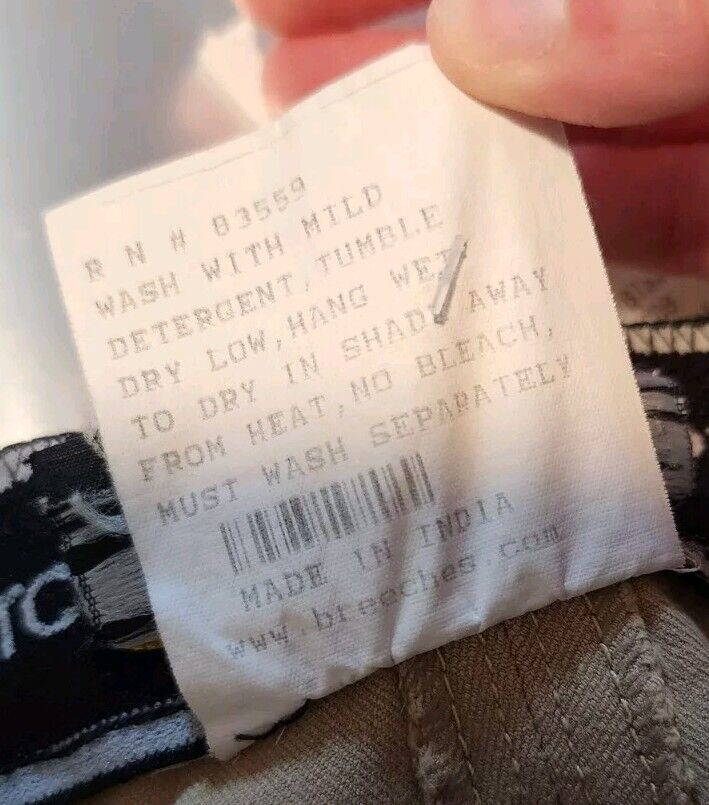 R N # 83559
WASH WITH MILD
DETERGENT, TUMBLE
DRY LOW, HANG WET
TO DRY IN SHADE AWAY
FROM HEAT, NO BLEACH,
MUST WASH SEPARATELY
MADE IN INDIA
www.breeches.com
TC